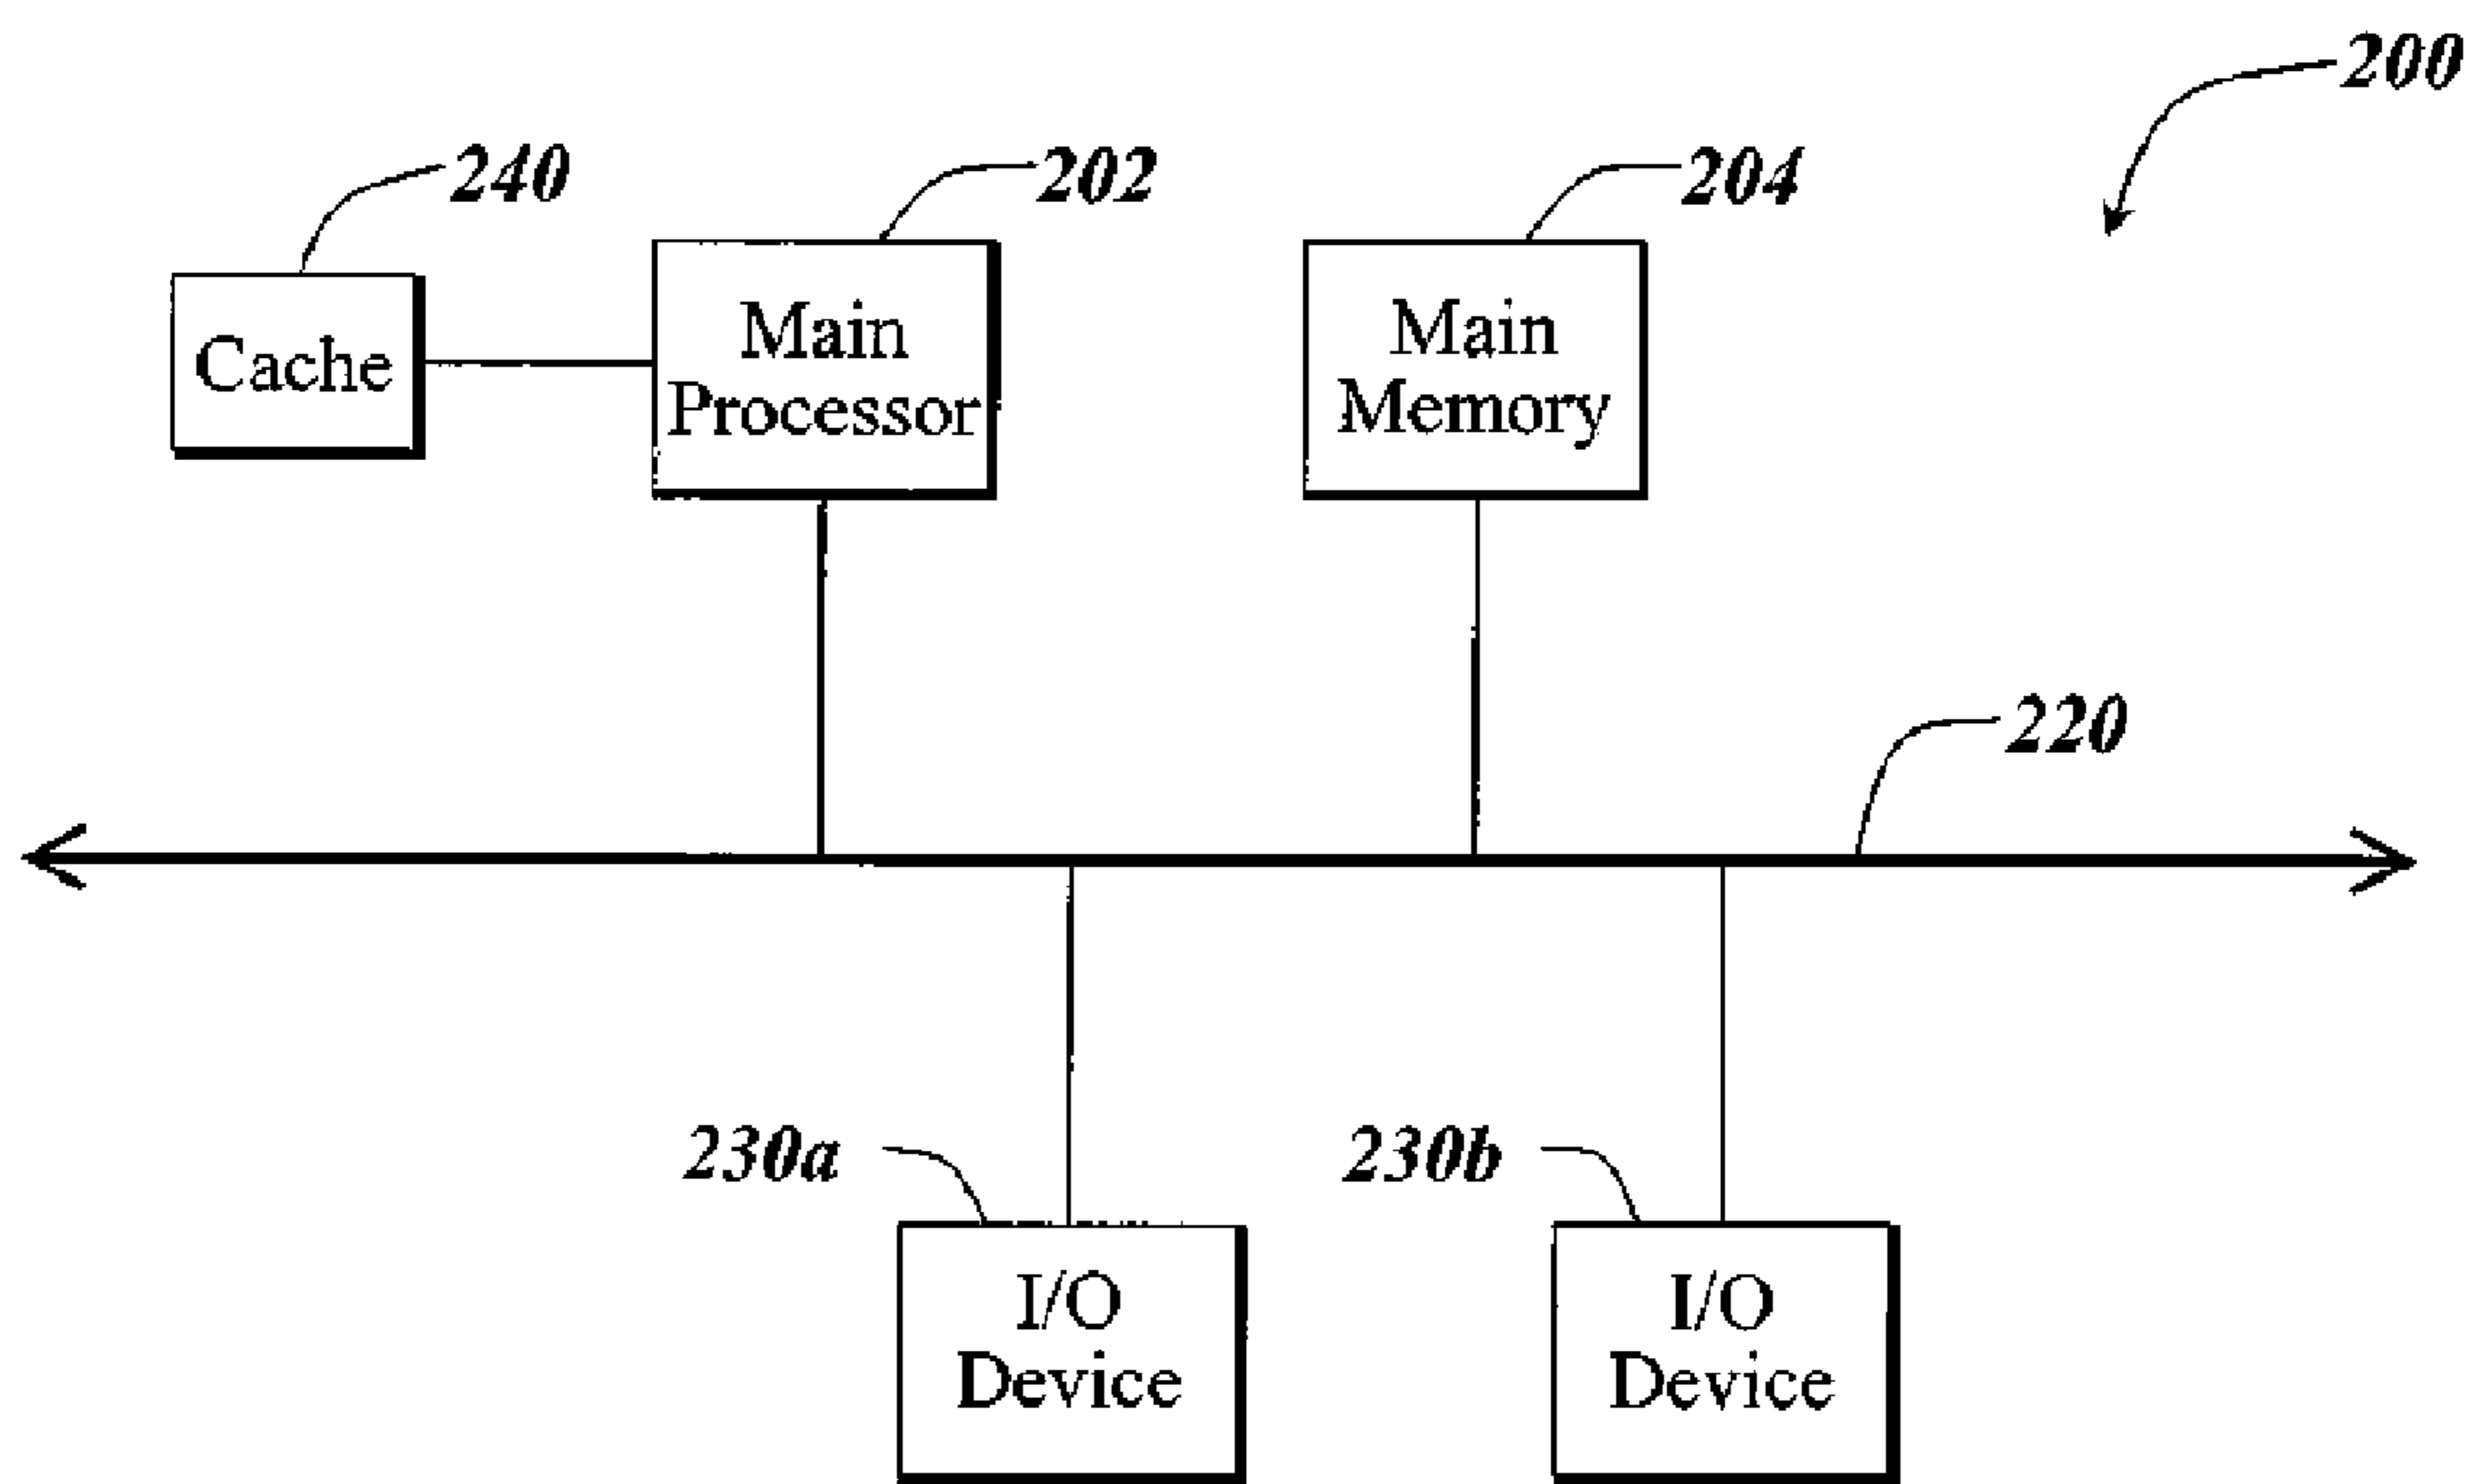 200
240
202
204
Cache
Main
Processor
Main
Memory
220
230a
230b
I/O
Device
I/O
Device